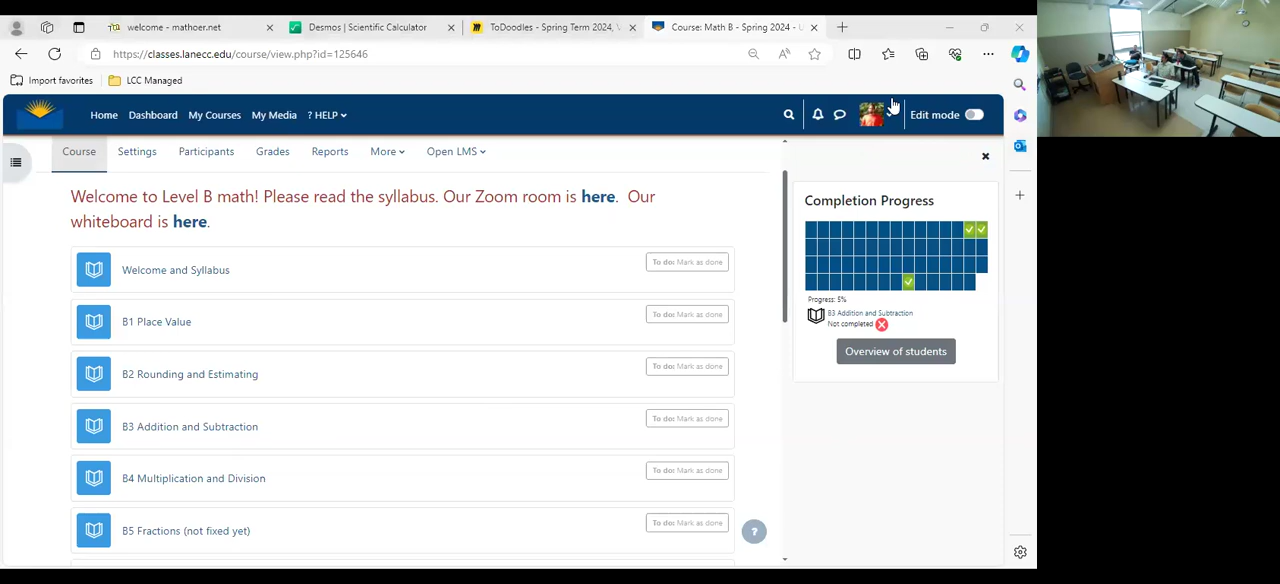 welcome - mathoer.net
Desmos | Scientific Calculator
ToDoodles - Spring Term 2024, 
Course: Math B - Spring 2024 -
https://classes.lanecc.edu/course/view.php?id=125646
Import favorites
LCC Managed
Home
Dashboard
My Courses
My Media
? HELP
Edit mode
Course
Settings
Participants
Grades
Reports
More
Open LMS
Welcome to Level B math! Please read the syllabus. Our Zoom room is here. Our
whiteboard is here.
Welcome and Syllabus
To do: Mark as done
B1 Place Value
To do: Mark as done
B2 Rounding and Estimating
To do: Mark as done
B3 Addition and Subtraction
To do: Mark as done
B4 Multiplication and Division
To do: Mark as done
B5 Fractions (not fixed yet)
To do: Mark as done
?
Completion Progress
Progress: 5%
B3 Addition and Subtraction
Not completed
Overview of students